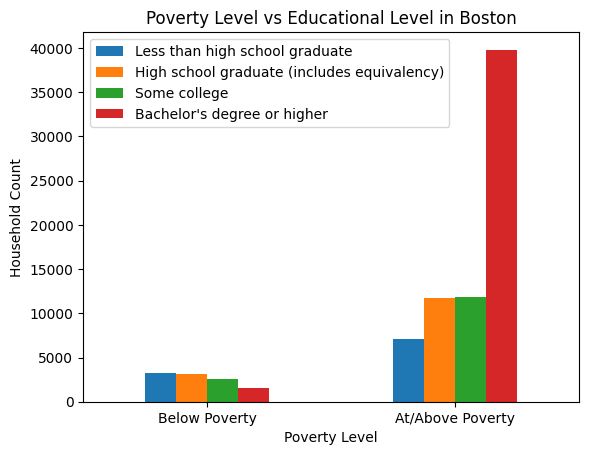 Poverty Level vs Educational Level in Boston
Less than high school graduate
High school graduate (includes equivalency)
Some college
Bachelor's degree or higher
Household Count
40000
35000
30000
25000
20000
15000
10000
5000
0
Below Poverty
At/Above Poverty
Poverty Level